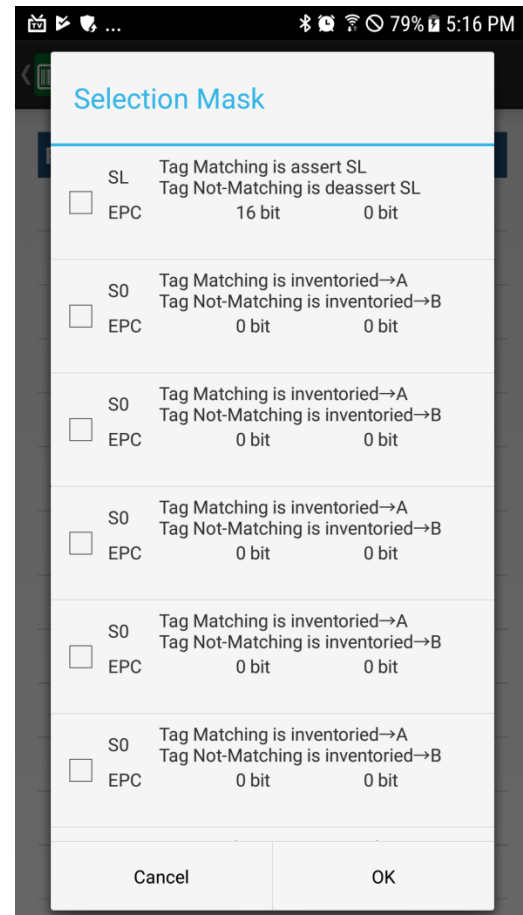 ... 79% 5:16 PM
Selection Mask
SL Tag Matching is assert SL
Tag Not-Matching is deassert SL
EPC 16 bit 0 bit
S0 Tag Matching is inventoried→A
Tag Not-Matching is inventoried→B
EPC 0 bit 0 bit
S0 Tag Matching is inventoried→A
Tag Not-Matching is inventoried→B
EPC 0 bit 0 bit
S0 Tag Matching is inventoried→A
Tag Not-Matching is inventoried→B
EPC 0 bit 0 bit
S0 Tag Matching is inventoried→A
Tag Not-Matching is inventoried→B
EPC 0 bit 0 bit
S0 Tag Matching is inventoried→A
Tag Not-Matching is inventoried→B
EPC 0 bit 0 bit
Cancel OK